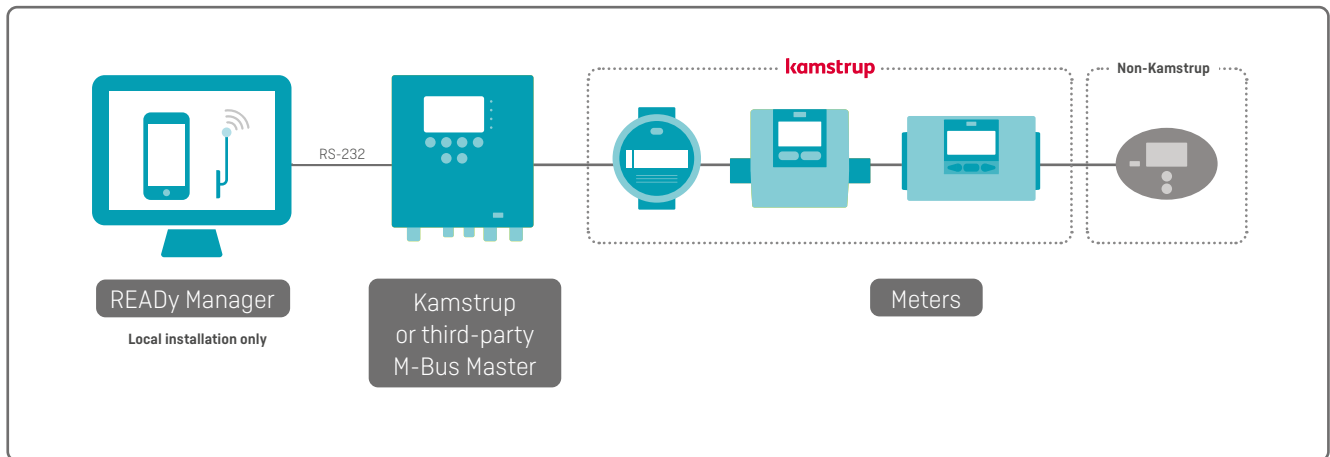 kamstrup
Non-Kamstrup
RS-232
READy Manager
Local installation only
Kamstrup
or third-party
M-Bus Master
Meters